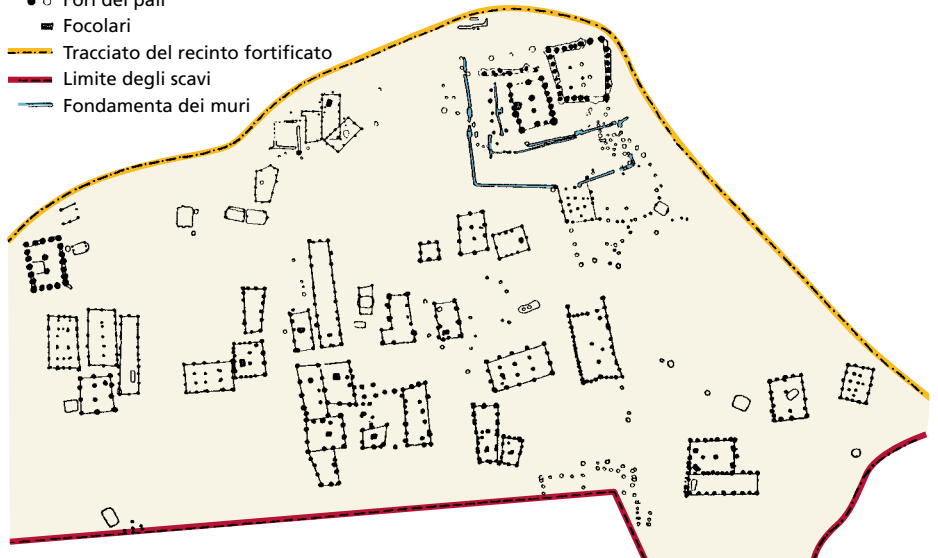 Fori dei pali
Focolari
Tracciato del recinto fortificato
Limite degli scavi
Fondamenta dei muri